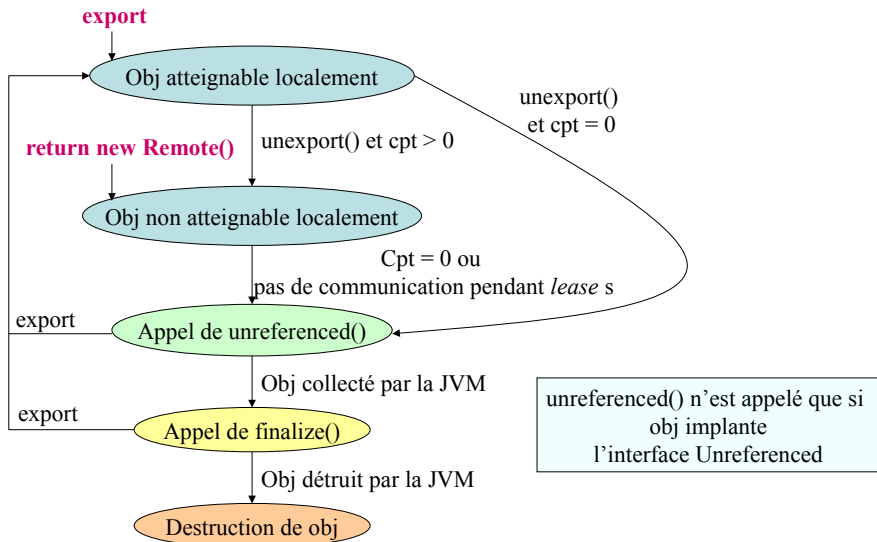 export
Obj atteignable localement
unexport()
et cpt = 0
unexport() et cpt > 0
return new Remote()
Obj non atteignable localement
Cpt = 0 ou
pas de communication pendant lease s
export
Appel de unreferenced()
Obj collecté par la JVM
unreferenced() n'est appelé que si
obj implante
l'interface Unreferenced
export
Appel de finalize()
Obj détruit par la JVM
Destruction de obj